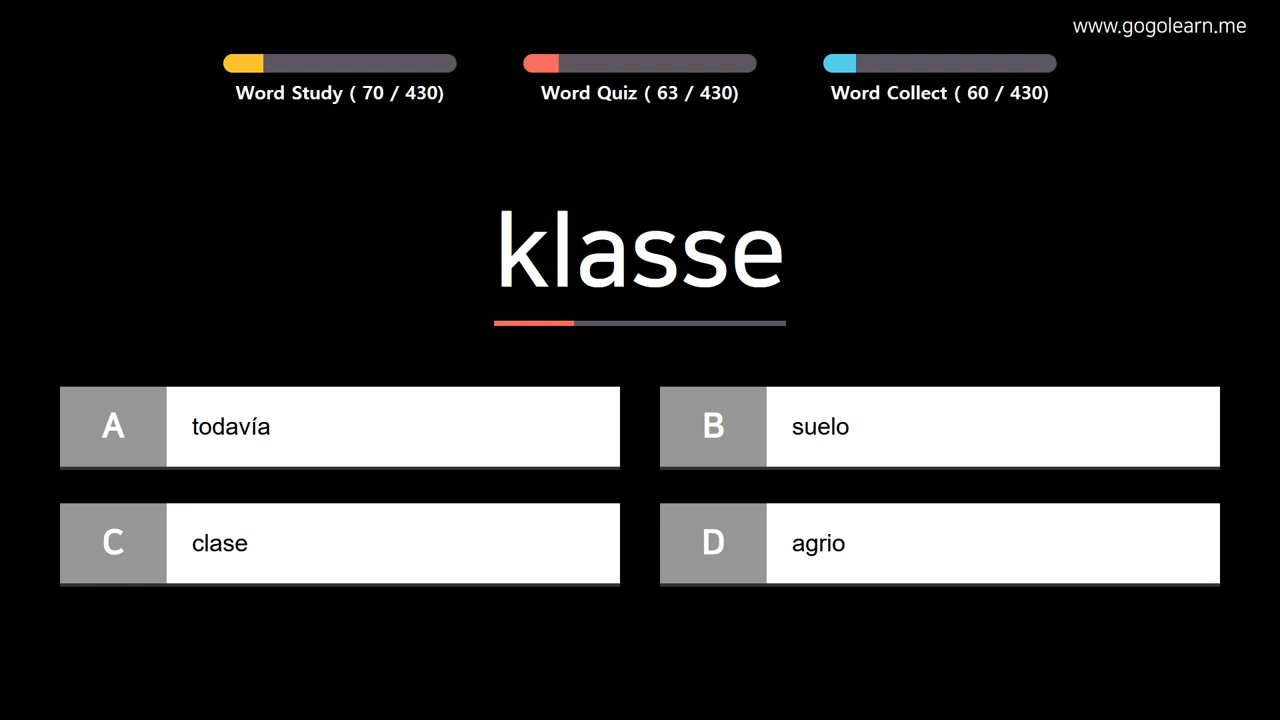 www.gogolearn.me
Word Study ( 70 / 430)
Word Quiz ( 63 / 430)
Word Collect ( 60 / 430)
klasse
A todavía
B suelo
C clase
D agrio